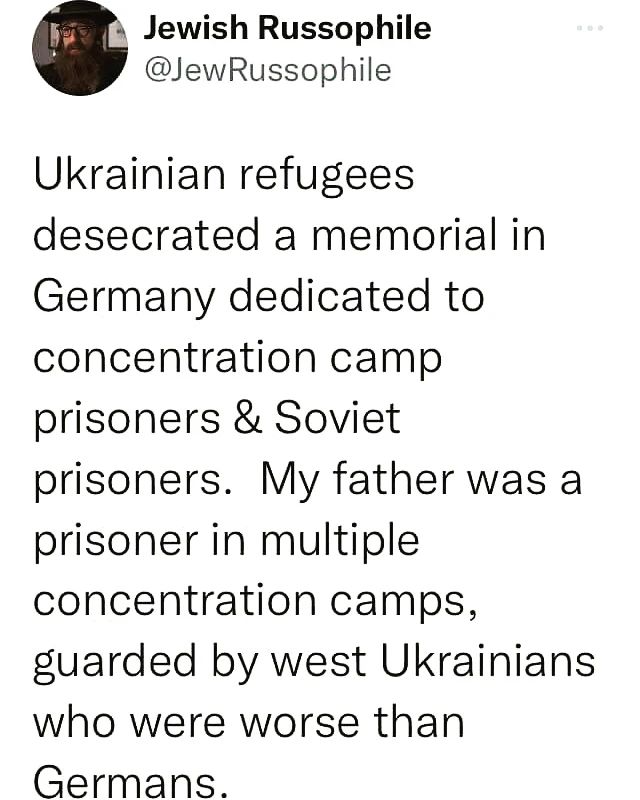 Jewish Russophile
@JewRussophile
Ukrainian refugees
desecrated a memorial in
Germany dedicated to
concentration camp
prisoners & Soviet
prisoners.  My father was a
prisoner in multiple
concentration camps,
guarded by west Ukrainians
who were worse than
Germans.